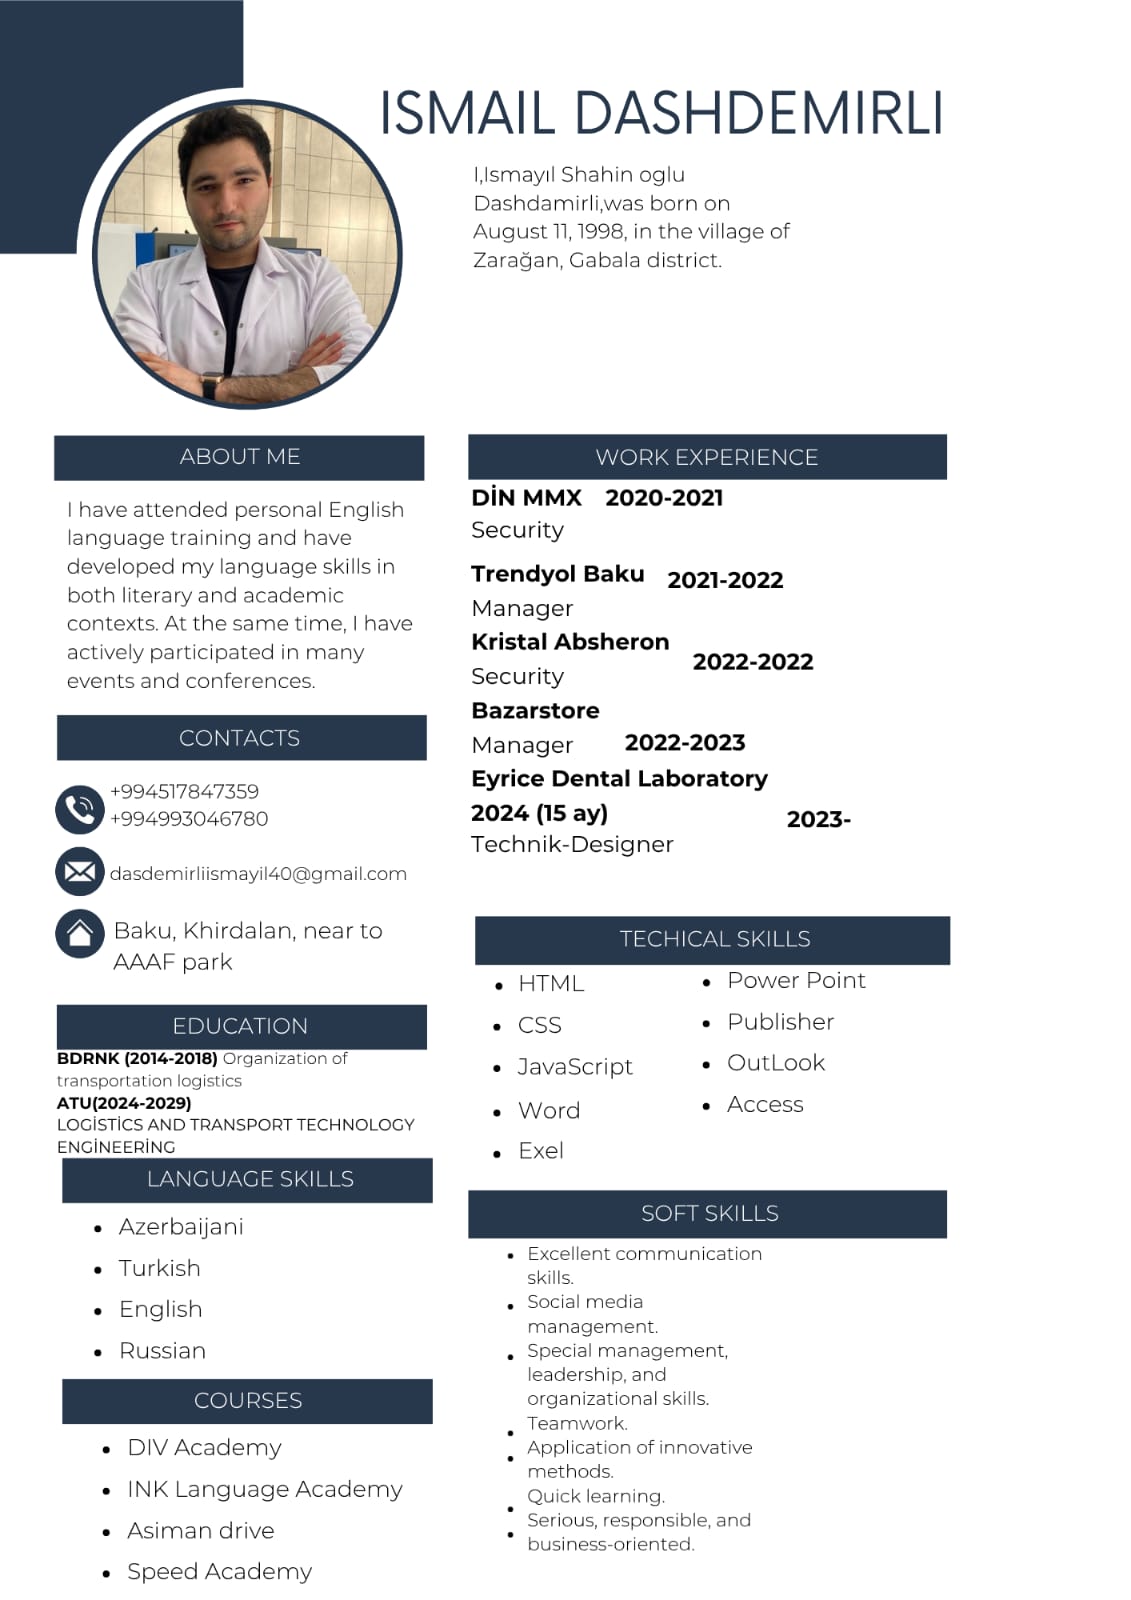 ISMAIL DASHDEMIRLI
I,Ismayıl Shahin oglu
Dashdamirli,was born on
August 11, 1998, in the village of
Zarağan, Gabala district.
ABOUT ME
I have attended personal English
language training and have
developed my language skills in
both literary and academic
contexts. At the same time, I have
actively participated in many
events and conferences.
CONTACTS
+994517847359
+994993046780
dasdemirliismayil40@gmail.com
Baku, Khirdalan, near to
AAAF park
EDUCATION
BDRNK (2014-2018) Organization of
transportation logistics
ATU(2024-2029)
LOGİSTİCS AND TRANSPORT TECHNOLOGY
ENGİNEERİNG
LANGUAGE SKILLS
Azerbaijani
Turkish
English
Russian
COURSES
DIV Academy
INK Language Academy
Asiman drive
Speed Academy
WORK EXPERIENCE
DİN MMX 2020-2021
Security
Trendyol Baku 2021-2022
Manager
Kristal Absheron 2022-2022
Security
Bazarstore
Manager 2022-2023
Eyrice Dental Laboratory
2024 (15 ay) 2023-
Technik-Designer
TECHICAL SKILLS
HTML
CSS
JavaScript
Word
Exel
Power Point
Publisher
OutLook
Access
SOFT SKILLS
Excellent communication
skills.
Social media
management.
Special management,
leadership, and
organizational skills.
Teamwork.
Application of innovative
methods.
Quick learning.
Serious, responsible, and
business-oriented.